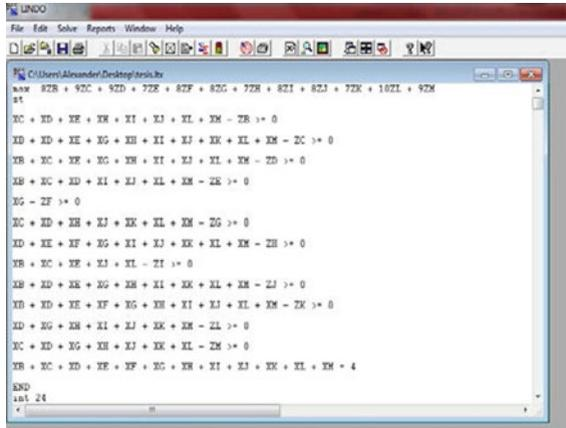 LINDO
File Edit Solve Reports Window Help
C:\Users\Alexander\Desktop\tesis.ltx
max 8ZB + 9ZC + 9ZD + 7ZE + 8ZF + 8ZG + 7ZH + 8ZI + 8ZJ + 7ZK + 10ZL + 9ZM
st
XC + XD + XE + XH + XI + XJ + XL + XM - ZB >= 0
XD + XD + XE + XG + XH + XI + XJ + XK + XL + XM - ZC >= 0
XB + XC + XE + XG + XH + XI + XJ + XL + XM - ZD >= 0
XB + XC + XD + XI + XJ + XL + XM - ZE >= 0
XG - ZF >= 0
XC + XD + XH + XJ + XK + XL + XM - ZG >= 0
XD + XE + XF + XG + XI + XJ + XK + XL + XM - ZH >= 0
XB + XC + XE + XJ + XL - ZI >= 0
XB + XD + XE + XG + XH + XI + XK + XL + XM - ZJ >= 0
XD + XE + XF + XG + XH + XI + XJ + XL + XM - ZK >= 0
XD + XG + XH + XI + XJ + XK + XM - ZL >= 0
XC + XD + XG + XH + XJ + XK + XL - ZM >= 0
XB + XC + XD + XE + XF + XG + XH + XI + XJ + XK + XL + XM = 4
END
int 24